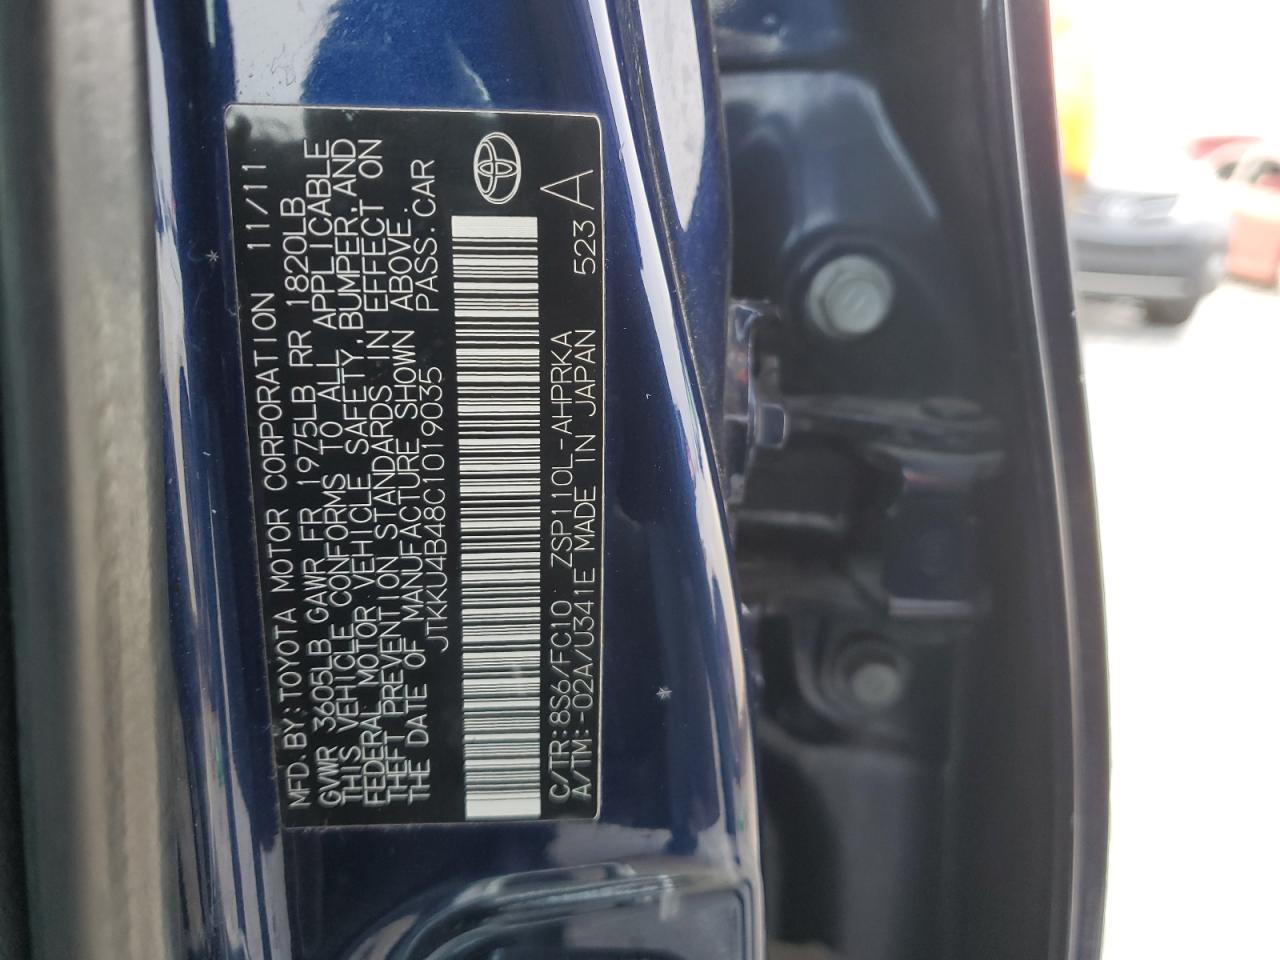 MFD.BY:TOYOTA MOTOR CORPORATION 11/11
GVWR 3605LB GAWR FR 1975LB RR 1820LB
THIS VEHICLE CONFORMS TO ALL APPLICABLE
FEDERAL MOTOR VEHICLE SAFETY,BUMPER,AND
THEFT PREVENTION STANDARDS IN EFFECT ON
THE DATE OF MANUFACTURE SHOWN ABOVE.
JTKKU4B48C1019035 PASS.CAR
C/TR:8S6/FC10 ZSP110L-AHPRKA 523 A
A/TM:-02A/U341E MADE IN JAPAN